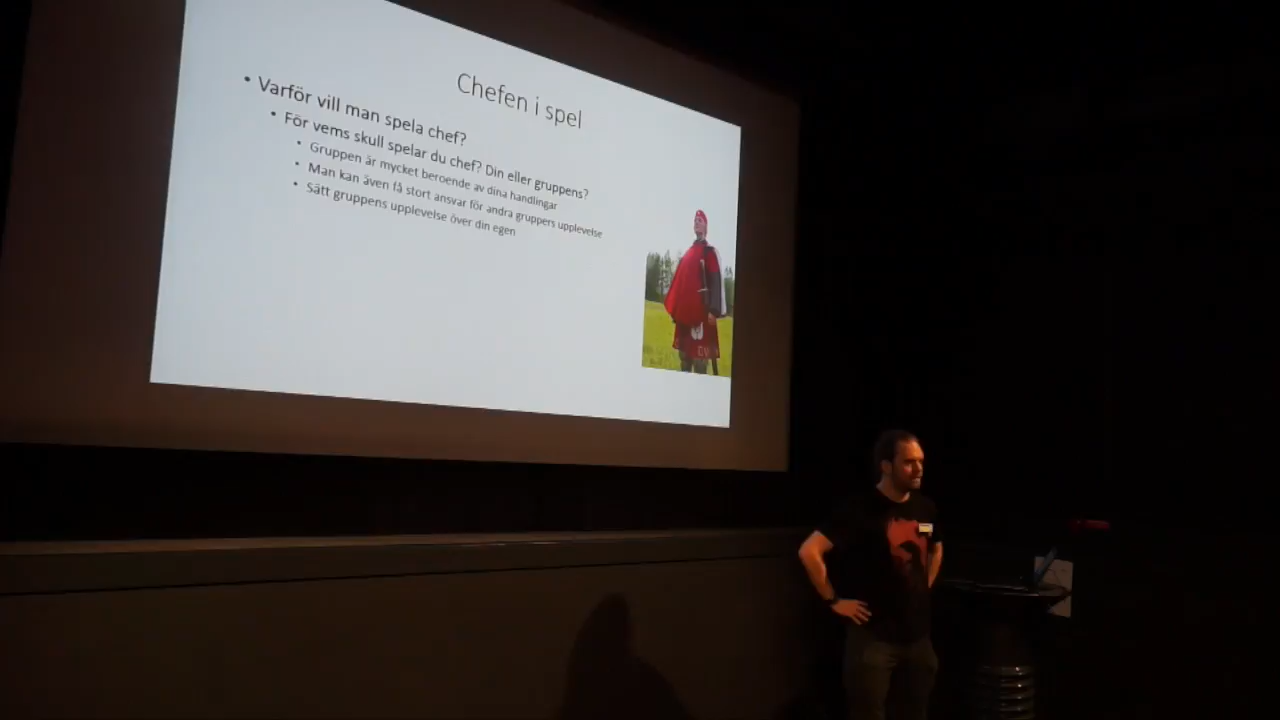 Chefen i spel
• Varför vill man spela chef?
• För vems skull spelar du chef? Din eller gruppens?
• Gruppen är mycket beroende av dina handlingar
• Man kan även få stort ansvar för andra gruppers upplevelse
• Sätt gruppens upplevelse över din egen